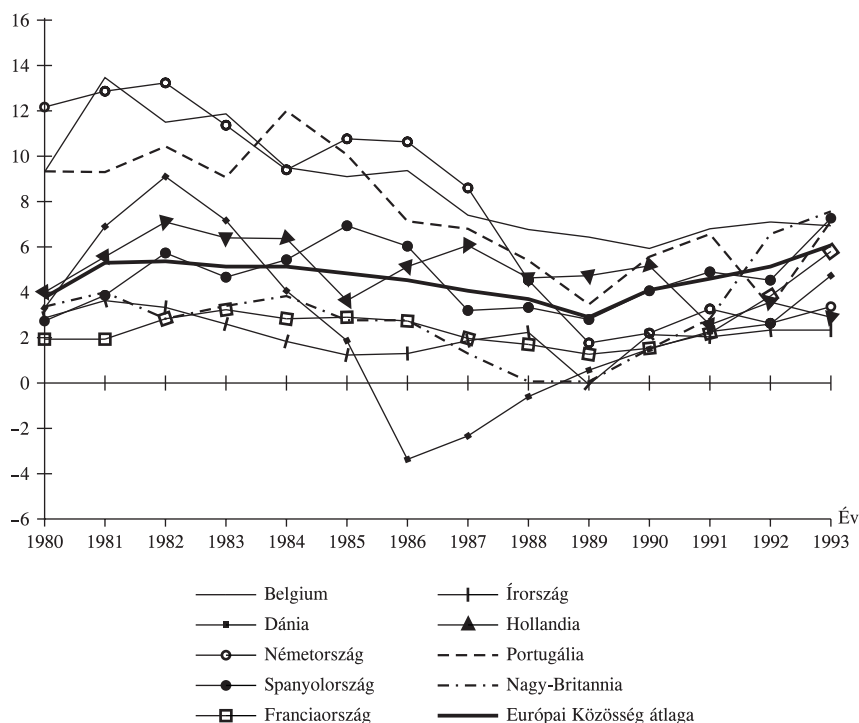 16
14
12
10
8
6
4
2
0
–2
–4
–6
Év
1980 1981 1982 1983 1984 1985 1986 1987 1988 1989 1990 1991 1992 1993
Belgium
Írország
Dánia
Hollandia
Németország
Portugália
Spanyolország
Nagy-Britannia
Franciaország
Európai Közösség átlaga